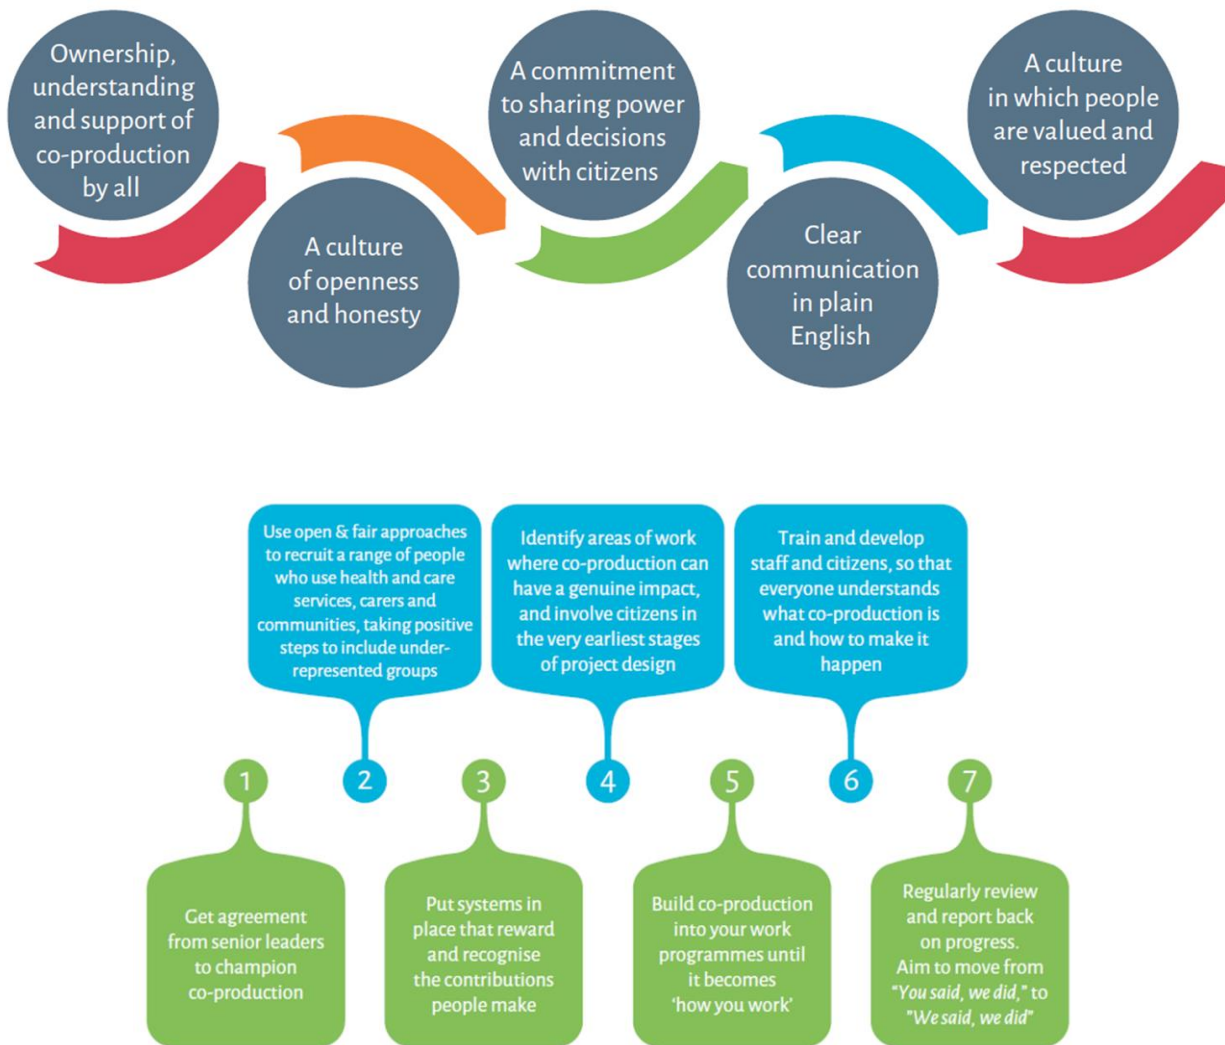 Ownership,
understanding
and support of
co-production
by all
A culture
of openness
and honesty
A commitment
to sharing power
and decisions
with citizens
Clear
communication
in plain
English
A culture
in which people
are valued and
respected
1
Get agreement
from senior leaders
to champion
co-production
2
Use open & fair approaches
to recruit a range of people
who use health and care
services, carers and
communities, taking positive
steps to include under-
represented groups
3
Put systems in
place that reward
and recognise
the contributions
people make
4
Identify areas of work
where co-production can
have a genuine impact,
and involve citizens in
the very earliest stages
of project design
5
Build co-production
into your work
programmes until
it becomes
‘how you work’
6
Train and develop
staff and citizens, so that
everyone understands
what co-production is
and how to make it
happen
7
Regularly review
and report back
on progress.
Aim to move from
“You said, we did,” to
”We said, we did”